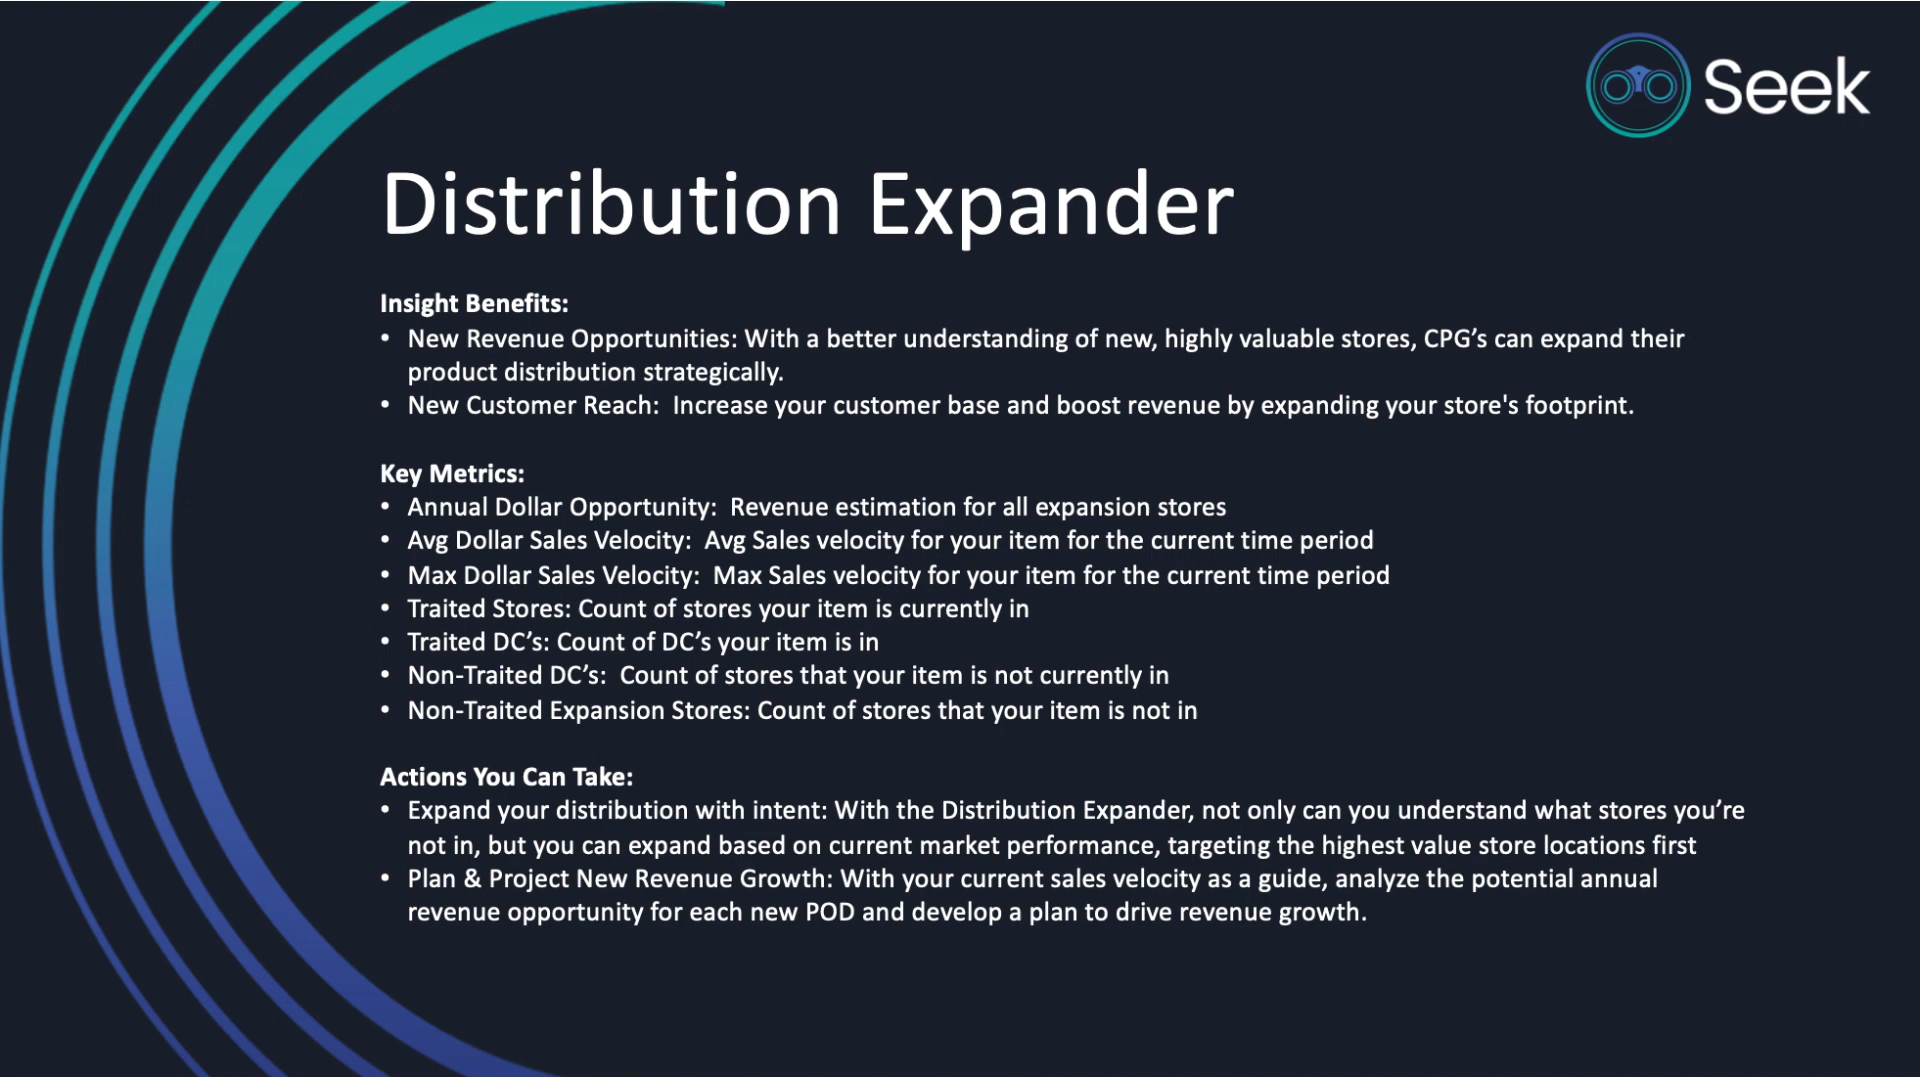 Seek
Distribution Expander
Insight Benefits:
• New Revenue Opportunities: With a better understanding of new, highly valuable stores, CPG’s can expand their
product distribution strategically.
• New Customer Reach:  Increase your customer base and boost revenue by expanding your store's footprint.
Key Metrics:
• Annual Dollar Opportunity:  Revenue estimation for all expansion stores
• Avg Dollar Sales Velocity:  Avg Sales velocity for your item for the current time period
• Max Dollar Sales Velocity:  Max Sales velocity for your item for the current time period
• Traited Stores: Count of stores your item is currently in
• Traited DC’s: Count of DC’s your item is in
• Non-Traited DC’s:  Count of stores that your item is not currently in
• Non-Traited Expansion Stores: Count of stores that your item is not in
Actions You Can Take:
• Expand your distribution with intent: With the Distribution Expander, not only can you understand what stores you’re
not in, but you can expand based on current market performance, targeting the highest value store locations first
• Plan & Project New Revenue Growth: With your current sales velocity as a guide, analyze the potential annual
revenue opportunity for each new POD and develop a plan to drive revenue growth.